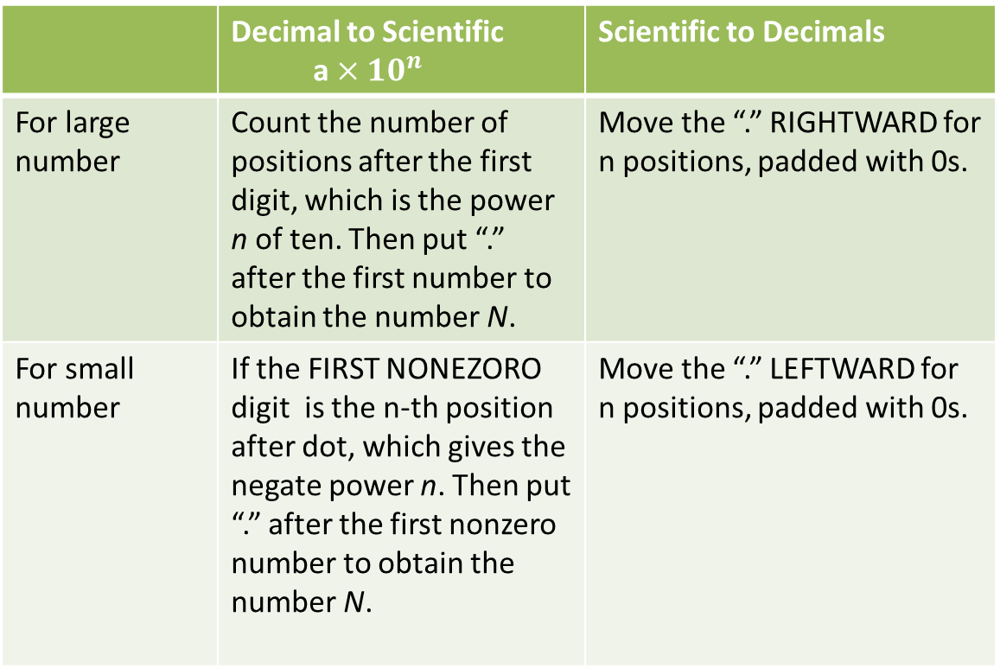 Decimal to Scientific
a × 10ⁿ
Scientific to Decimals
For large
number
Count the number of
positions after the first
digit, which is the power
n of ten. Then put “.”
after the first number to
obtain the number N.
Move the “.” RIGHTWARD for
n positions, padded with 0s.
For small
number
If the FIRST NONEZORO
digit  is the n-th position
after dot, which gives the
negate power n. Then put
“.” after the first nonzero
number to obtain the
number N.
Move the “.” LEFTWARD for
n positions, padded with 0s.